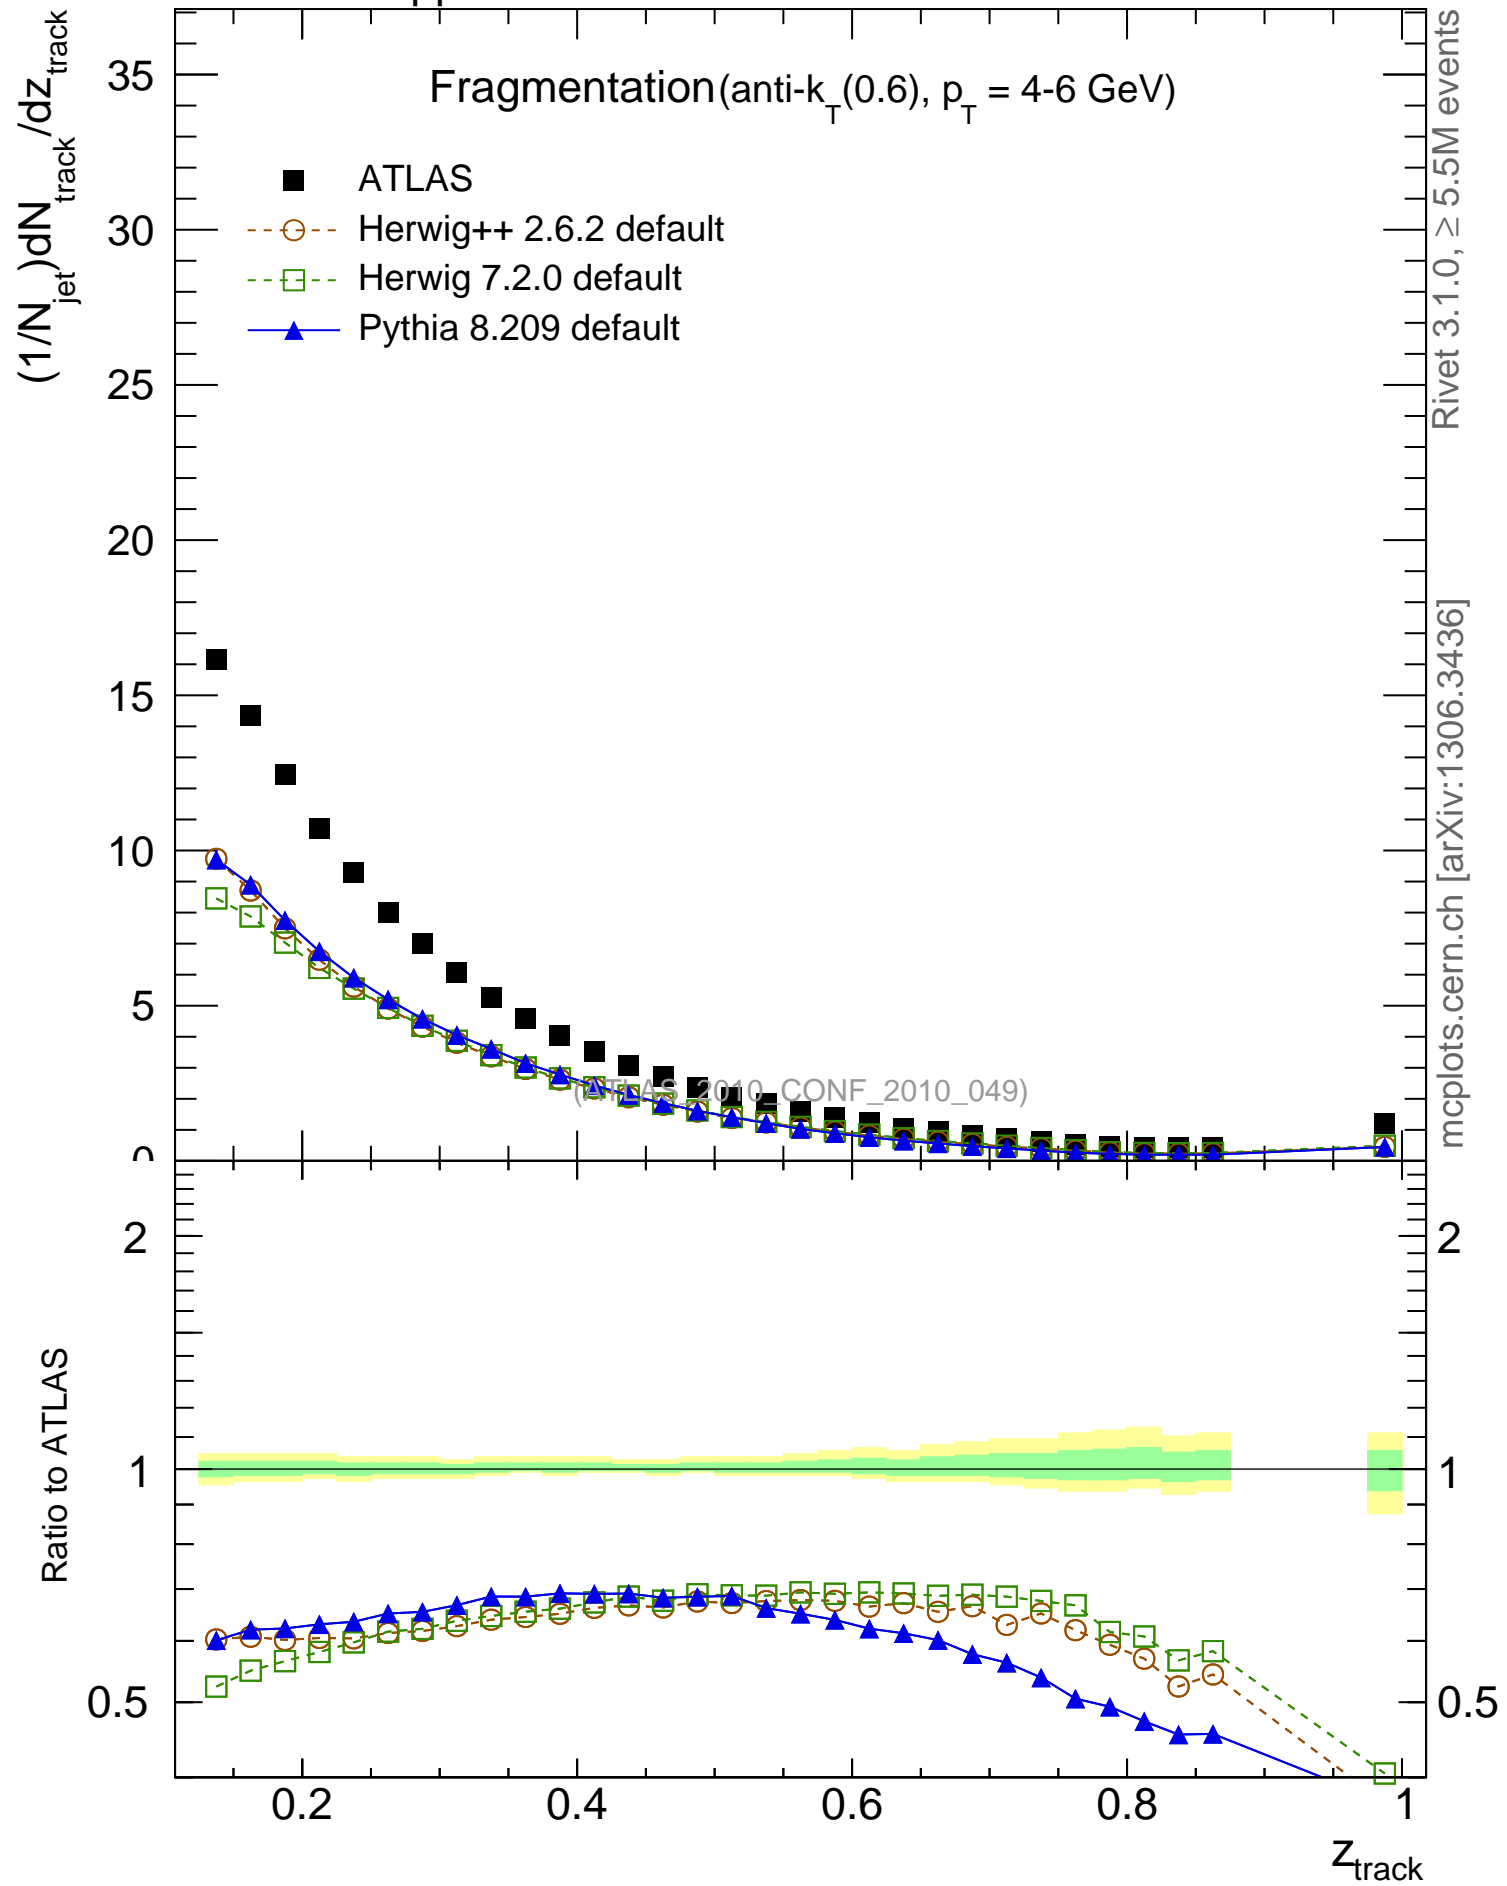 pp
Fragmentation (anti-k_T(0.6), p_T = 4-6 GeV)
(1/N_jet)dN_track/dz_track
ATLAS
Herwig++ 2.6.2 default
Herwig 7.2.0 default
Pythia 8.209 default
35
30
25
20
15
10
5
0
(ATLAS_2010_CONF_2010_049)
Rivet 3.1.0, ≥ 5.5M events
mcplots.cern.ch [arXiv:1306.3436]
Ratio to ATLAS
2
1
0.5
2
1
0.5
0.2 0.4 0.6 0.8 1
z_track